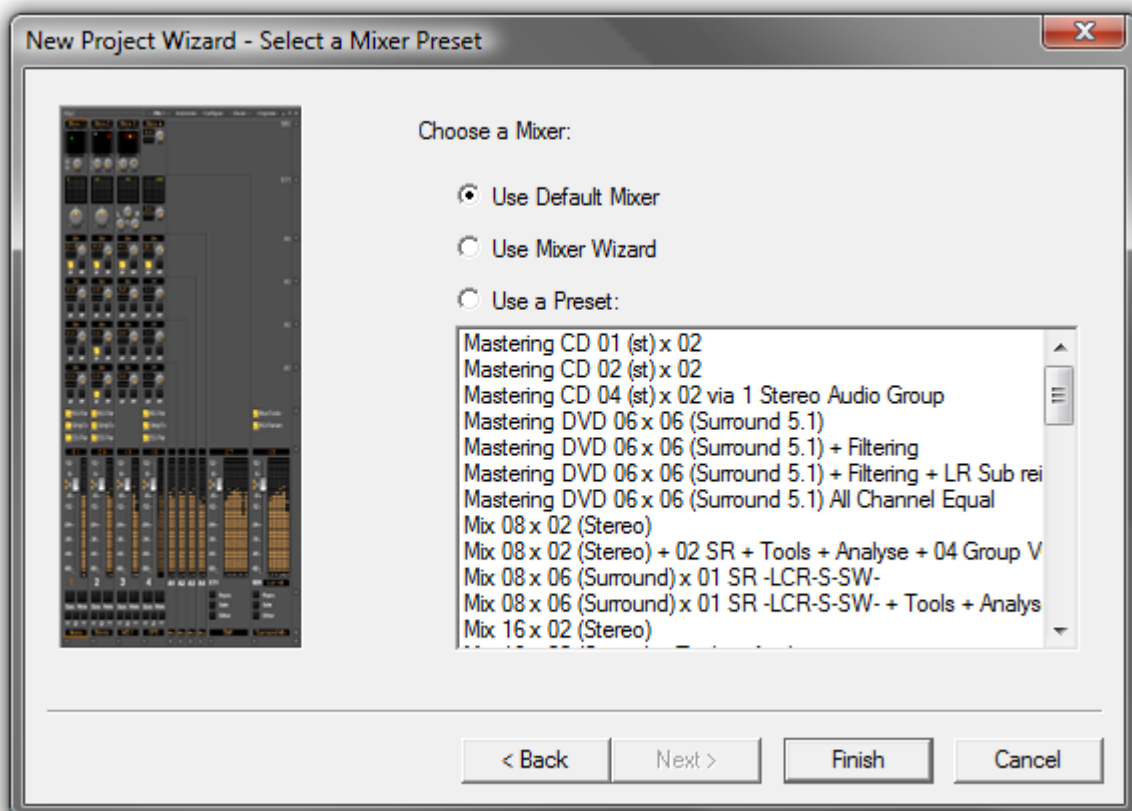 New Project Wizard - Select a Mixer Preset
Choose a Mixer:
Use Default Mixer
Use Mixer Wizard
Use a Preset:
Mastering CD 01 (st) x 02
Mastering CD 02 (st) x 02
Mastering CD 04 (st) x 02 via 1 Stereo Audio Group
Mastering DVD 06 x 06 (Surround 5.1)
Mastering DVD 06 x 06 (Surround 5.1) + Filtering
Mastering DVD 06 x 06 (Surround 5.1) + Filtering + LR Sub rei
Mastering DVD 06 x 06 (Surround 5.1) All Channel Equal
Mix 08 x 02 (Stereo)
Mix 08 x 02 (Stereo) + 02 SR + Tools + Analyse + 04 Group V
Mix 08 x 06 (Surround) x 01 SR -LCR-S-SW-
Mix 08 x 06 (Surround) x 01 SR -LCR-S-SW- + Tools + Analys
Mix 16 x 02 (Stereo)
1 2 3 4
< Back
Next >
Finish
Cancel